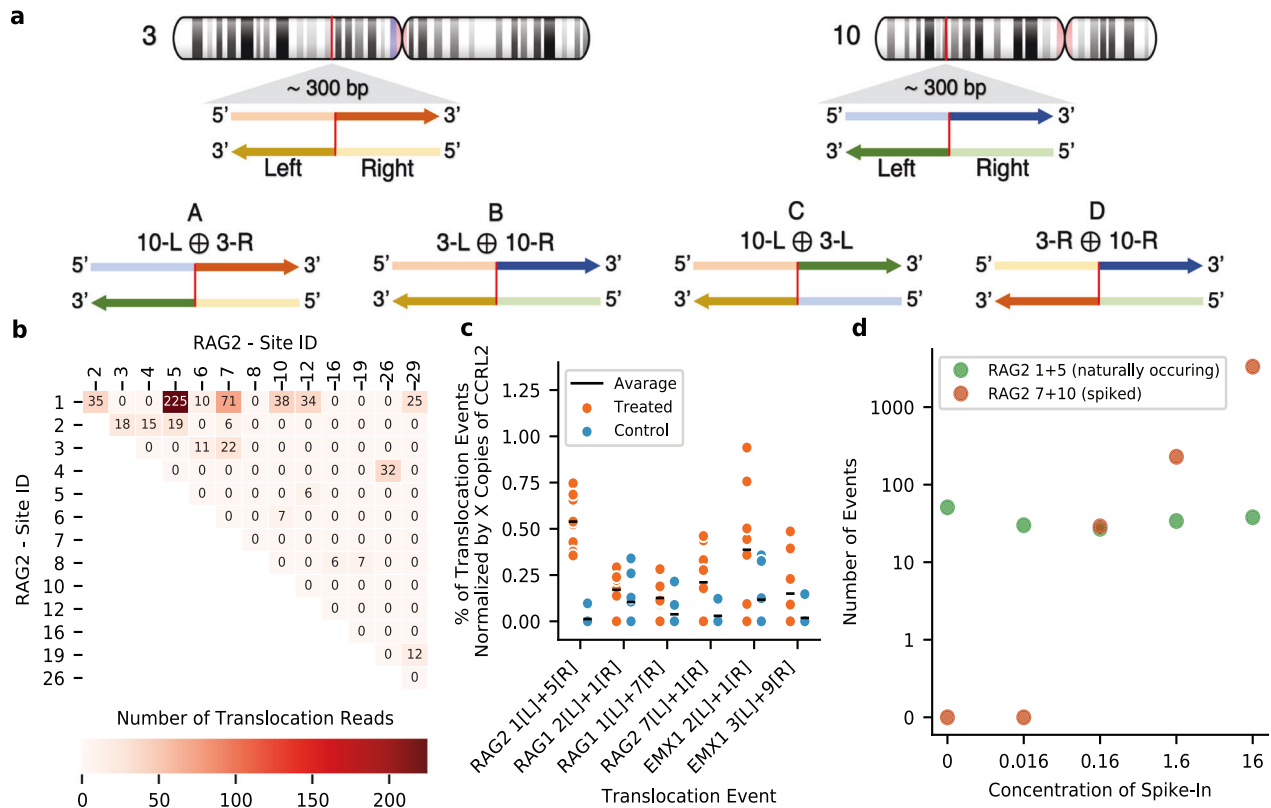 a
3
10
~ 300 bp
~ 300 bp
5’ 3’
5’ 3’
3’ 5’
3’ 5’
Left Right
Left Right
A
10-L ⊕ 3-R
B
3-L ⊕ 10-R
C
10-L ⊕ 3-L
D
3-R ⊕ 10-R
5’ 3’ 5’ 3’ 5’ 3’ 5’ 3’
3’ 5’ 3’ 5’ 3’ 5’ 3’ 5’
b
RAG2 - Site ID
2 3 4 5 6 7 8 10 12 16 19 26 29
RAG2 - Site ID
1 35 0 0 225 10 71 0 38 34 0 0 0 25
2 18 15 19 0 6 0 0 0 0 0 0 0
3 0 0 11 22 0 0 0 0 0 0 0
4 0 0 0 0 0 0 0 0 32 0
5 0 0 0 0 6 0 0 0 0
6 0 0 7 0 0 0 0 0
7 0 0 0 0 0 0 0
8 0 0 6 7 0 0
10 0 0 0 0 0
12 0 0 0 0
16 0 0 0
19 0 12
26 0
Number of Translocation Reads
0 50 100 150 200
c
% of Translocation Events
Normalized by X Copies of CCRL2
1.25
1.00
0.75
0.50
0.25
0.00
Avarage
Treated
Control
RAG2 1[L]+5[R]
RAG1 2[L]+1[R]
RAG1 1[L]+7[R]
RAG2 7[L]+1[R]
EMX1 2[L]+1[R]
EMX1 3[L]+9[R]
Translocation Event
d
RAG2 1+5 (naturally occuring)
RAG2 7+10 (spiked)
Number of Events
1000
100
10
1
0
0 0.016 0.16 1.6 16
Concentration of Spike-In